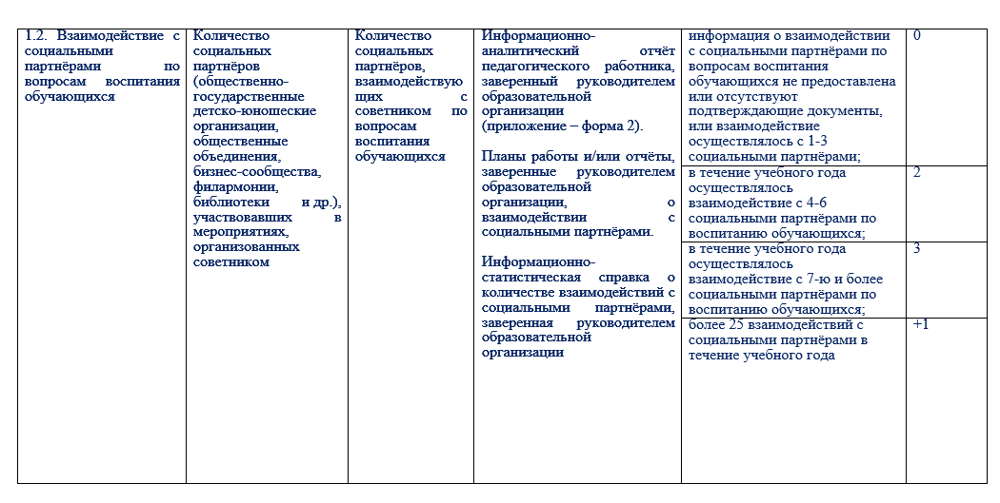 1.2. Взаимодействие с
социальными
партнёрами по
вопросам воспитания
обучающихся
Количество
социальных
партнёров
(общественно-
государственные
детско-юношеские
организации,
общественные
объединения,
бизнес-сообщества,
филармонии,
библиотеки и др.),
участвовавших в
мероприятиях,
организованных
советником
Количество
социальных
партнёров,
взаимодействую
щих с
советником по
вопросам
воспитания
обучающихся
Информационно-
аналитический отчёт
педагогического работника,
заверенный руководителем
образовательной
организации
(приложение – форма 2).
Планы работы и/или отчёты,
заверенные руководителем
образовательной
организации, о
взаимодействии с
социальными партнёрами.
Информационно-
статистическая справка о
количестве взаимодействий с
социальными партнёрами,
заверенная руководителем
образовательной
организации
информация о взаимодействии
с социальными партнёрами по
вопросам воспитания
обучающихся не предоставлена
или отсутствуют
подтверждающие документы,
или взаимодействие
осуществлялось с 1-3
социальными партнёрами;
0
в течение учебного года
осуществлялось
взаимодействие с 4-6
социальными партнёрами по
воспитанию обучающихся;
2
в течение учебного года
осуществлялось
взаимодействие с 7-ю и более
социальными партнёрами по
воспитанию обучающихся;
3
более 25 взаимодействий с
социальными партнёрами в
течение учебного года
+1